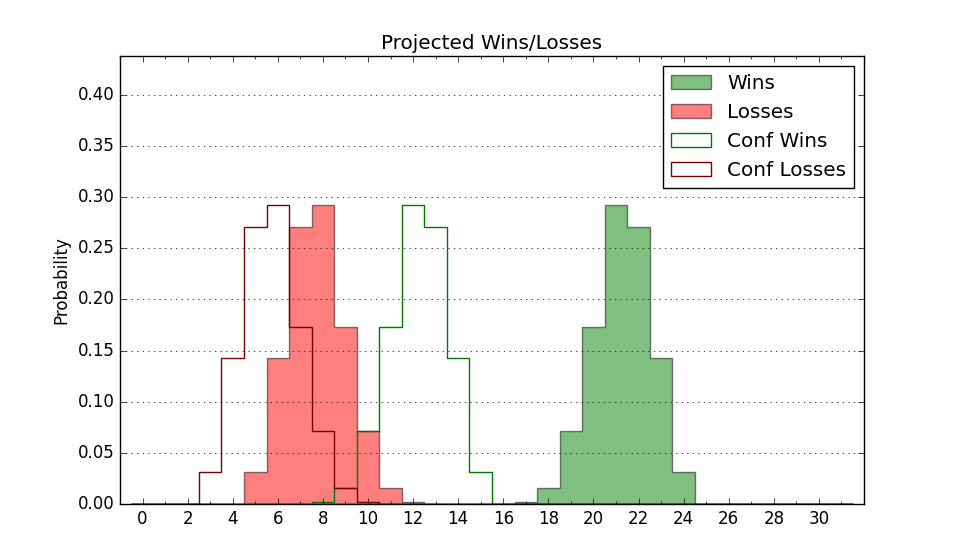 Projected Wins/Losses
Wins
Losses
Conf Wins
Conf Losses
Probability
0.40
0.35
0.30
0.25
0.20
0.15
0.10
0.05
0.00
0 2 4 6 8 10 12 14 16 18 20 22 24 26 28 30